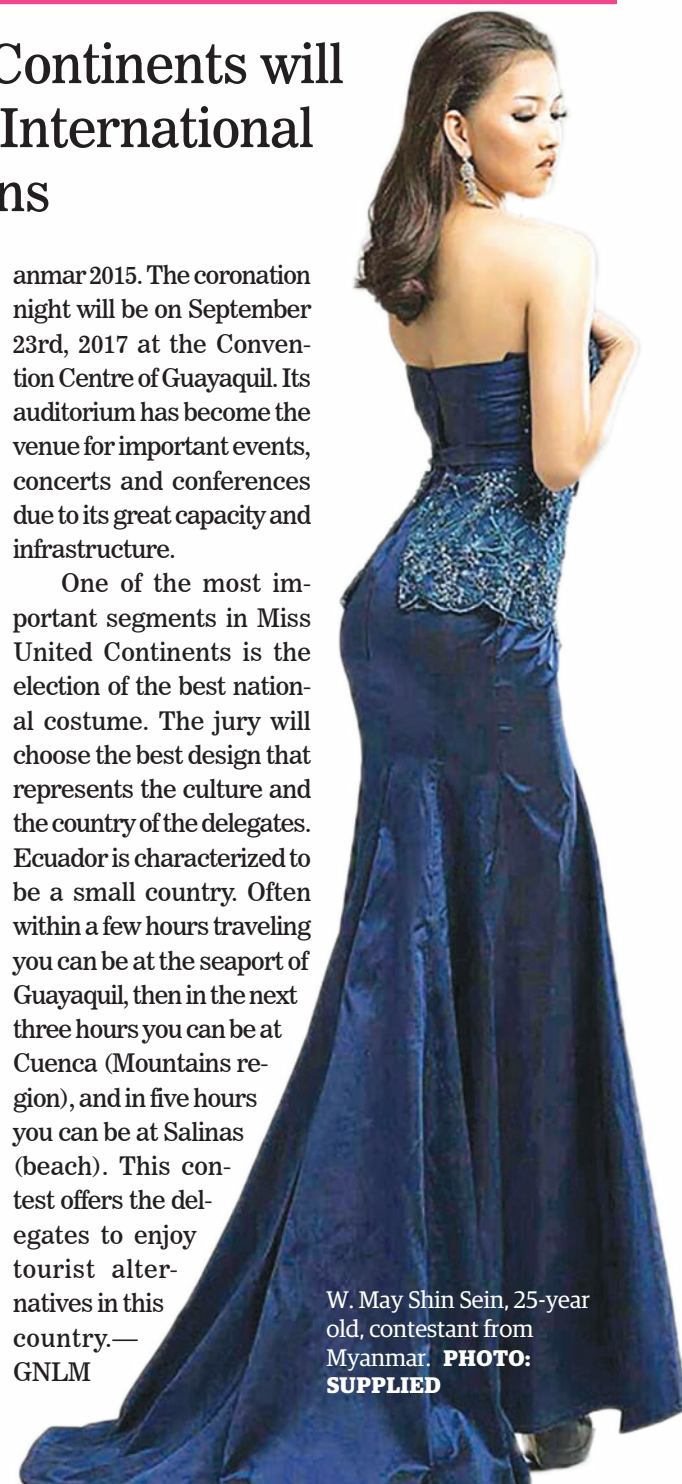 Continents will
International
ns
anmar 2015. The coronation
night will be on September
23rd, 2017 at the Conven-
tion Centre of Guayaquil. Its
auditorium has become the
venue for important events,
concerts and conferences
due to its great capacity and
infrastructure.
One of the most im-
portant segments in Miss
United Continents is the
election of the best nation-
al costume. The jury will
choose the best design that
represents the culture and
the country of the delegates.
Ecuador is characterized to
be a small country. Often
within a few hours traveling
you can be at the seaport of
Guayaquil, then in the next
three hours you can be at
Cuenca (Mountains re-
gion), and in five hours
you can be at Salinas
(beach). This con-
test offers the del-
egates to enjoy
tourist alter-
natives in this
country.—
GNLM
W. May Shin Sein, 25-year
old, contestant from
Myanmar. PHOTO:
SUPPLIED